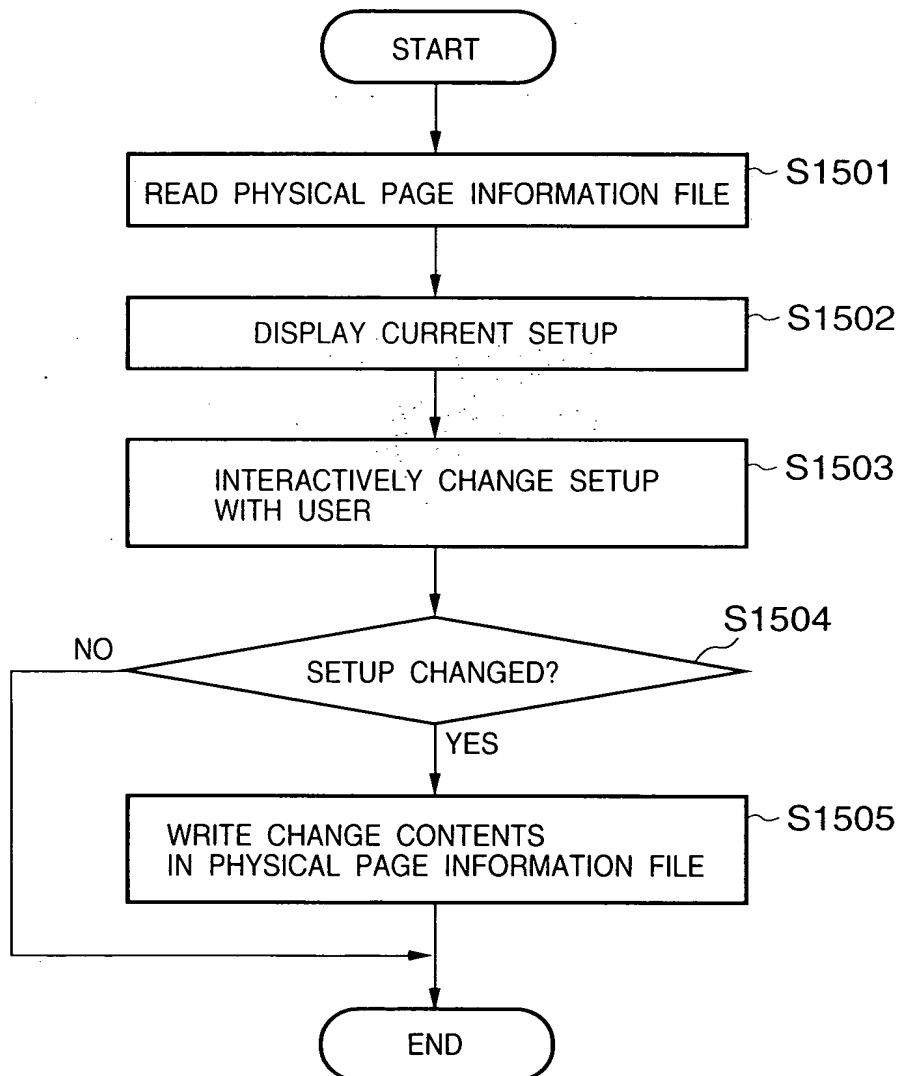 START
READ PHYSICAL PAGE INFORMATION FILE
S1501
DISPLAY CURRENT SETUP
S1502
INTERACTIVELY CHANGE SETUP
WITH USER
S1503
SETUP CHANGED?
S1504
NO
YES
WRITE CHANGE CONTENTS
IN PHYSICAL PAGE INFORMATION FILE
S1505
END